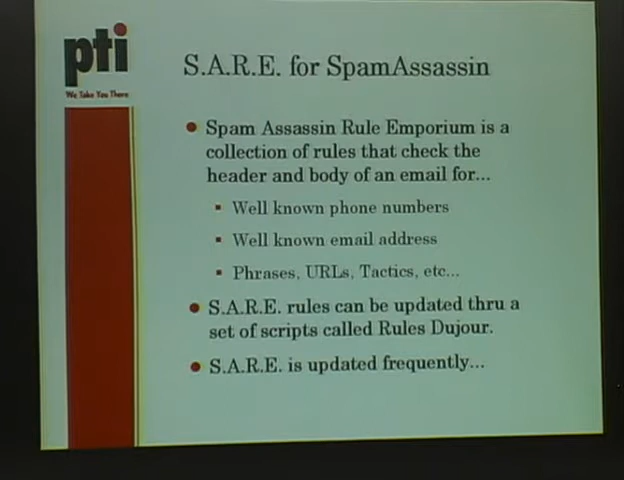 pti
We Take You There
S.A.R.E. for SpamAssassin
Spam Assassin Rule Emporium is a
collection of rules that check the
header and body of an email for...
Well known phone numbers
Well known email address
Phrases, URLs, Tactics, etc...
S.A.R.E. rules can be updated thru a
set of scripts called Rules Dujour.
S.A.R.E. is updated frequently...